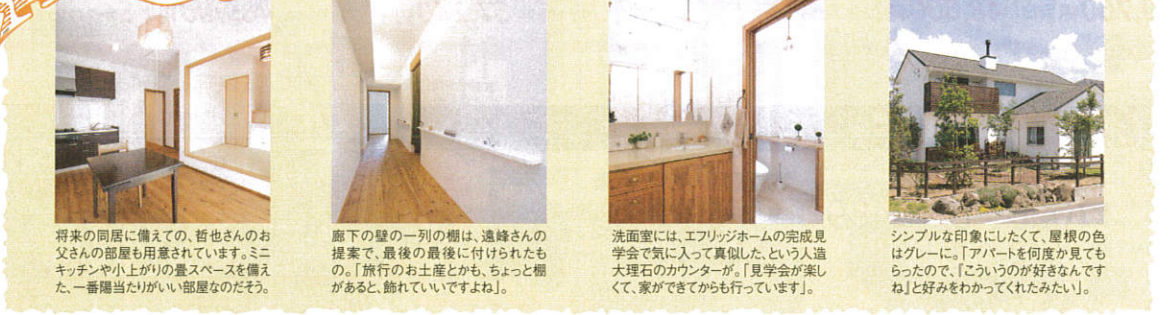 将来の同居に備えての、哲也さんのお
父さんの部屋も用意されています。ミニ
キッチンや小上がりの畳スペースを備え
た、一番陽当たりがいい部屋なのだそう。
廊下の壁の一列の棚は、遠峰さんの
提案で、最後の最後に付けられたも
の。「旅行のお土産とかも、ちょっと棚
があると、飾れていいですよね」。
洗面室には、エフリッジホームの完成見
学会で気に入って真似した、という人造
大理石のカウンターが。「見学会が楽し
くて、家ができてからも行っています」。
シンプルな印象にしたくて、屋根の色
はグレーに。「アパートを何度か見ても
らったので、『こういうのが好きなんです
ね』と好みをわかってくれたみたい」。